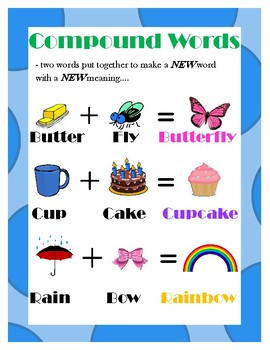 Compound Words
- two words put together to make a NEW word
with a NEW meaning....
+ =
Butter Fly Butterfly
+ =
Cup Cake Cupcake
+ =
Rain Bow Rainbow